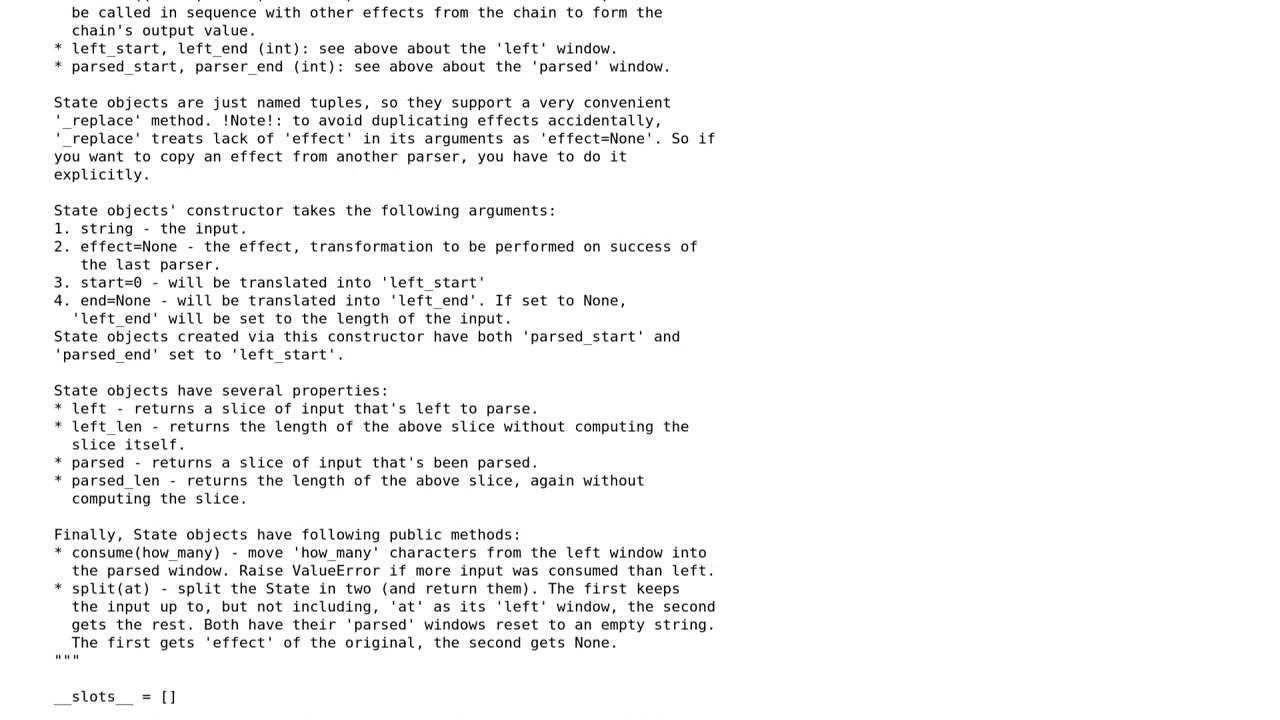 be called in sequence with other effects from the chain to form the
chain's output value.
* left_start, left_end (int): see above about the 'left' window.
* parsed_start, parser_end (int): see above about the 'parsed' window.
State objects are just named tuples, so they support a very convenient
'_replace' method. !Note!: to avoid duplicating effects accidentally,
'_replace' treats lack of 'effect' in its arguments as 'effect=None'. So if
you want to copy an effect from another parser, you have to do it
explicitly.
State objects' constructor takes the following arguments:
1. string - the input.
2. effect=None - the effect, transformation to be performed on success of
the last parser.
3. start=0 - will be translated into 'left_start'
4. end=None - will be translated into 'left_end'. If set to None,
'left_end' will be set to the length of the input.
State objects created via this constructor have both 'parsed_start' and
'parsed_end' set to 'left_start'.
State objects have several properties:
* left - returns a slice of input that's left to parse.
* left_len - returns the length of the above slice without computing the
slice itself.
* parsed - returns a slice of input that's been parsed.
* parsed_len - returns the length of the above slice, again without
computing the slice.
Finally, State objects have following public methods:
* consume(how_many) - move 'how_many' characters from the left window into
the parsed window. Raise ValueError if more input was consumed than left.
* split(at) - split the State in two (and return them). The first keeps
the input up to, but not including, 'at' as its 'left' window, the second
gets the rest. Both have their 'parsed' windows reset to an empty string.
The first gets 'effect' of the original, the second gets None.
"""
__slots__ = []